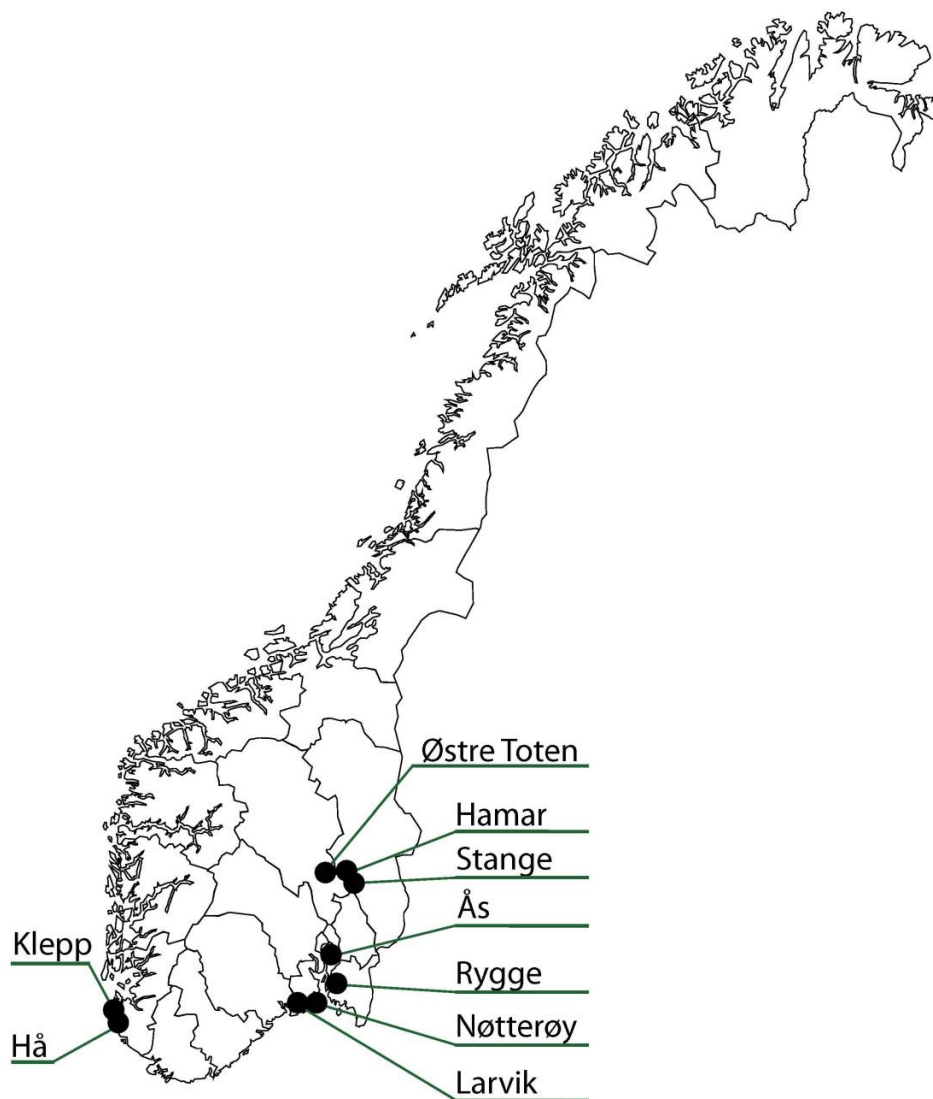 Østre Toten
Hamar
Stange
Ås
Klepp
Rygge
Nøtterøy
Hå
Larvik